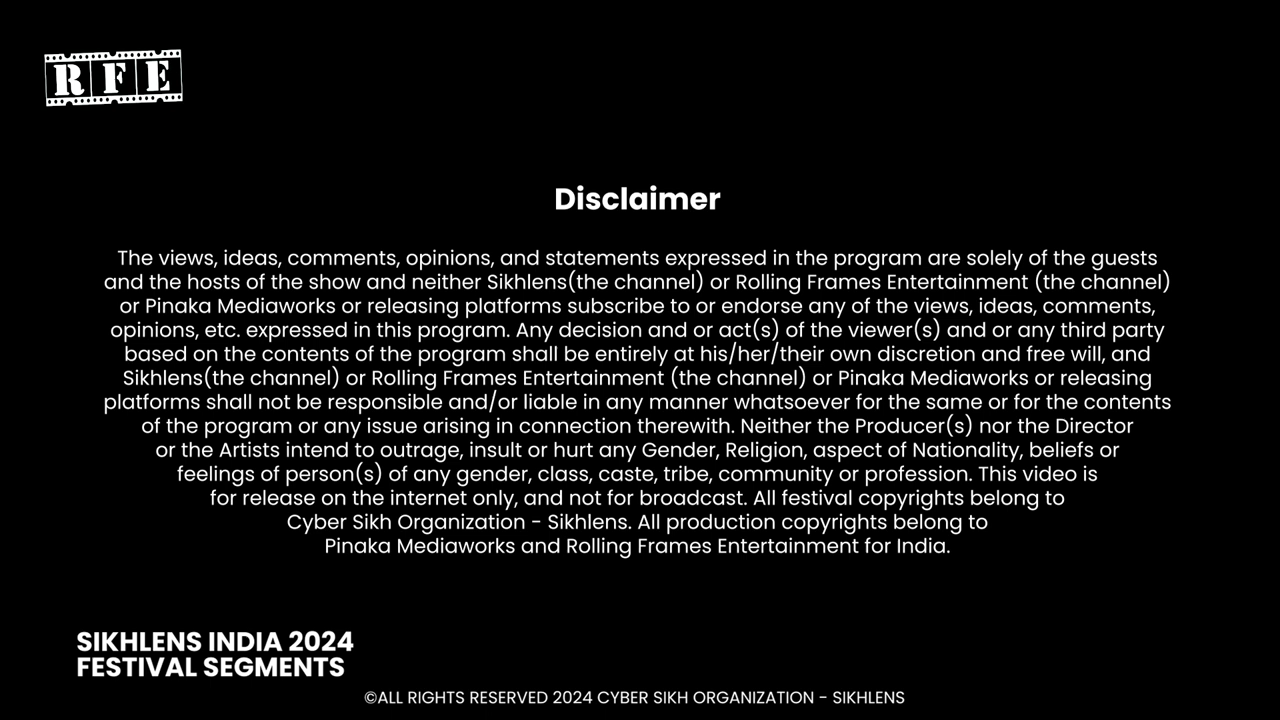 RFE
Disclaimer
The views, ideas, comments, opinions, and statements expressed in the program are solely of the guests
and the hosts of the show and neither Sikhlens(the channel) or Rolling Frames Entertainment (the channel)
or Pinaka Mediaworks or releasing platforms subscribe to or endorse any of the views, ideas, comments,
opinions, etc. expressed in this program. Any decision and or act(s) of the viewer(s) and or any third party
based on the contents of the program shall be entirely at his/her/their own discretion and free will, and
Sikhlens(the channel) or Rolling Frames Entertainment (the channel) or Pinaka Mediaworks or releasing
platforms shall not be responsible and/or liable in any manner whatsoever for the same or for the contents
of the program or any issue arising in connection therewith. Neither the Producer(s) nor the Director
or the Artists intend to outrage, insult or hurt any Gender, Religion, aspect of Nationality, beliefs or
feelings of person(s) of any gender, class, caste, tribe, community or profession. This video is
for release on the internet only, and not for broadcast. All festival copyrights belong to
Cyber Sikh Organization - Sikhlens. All production copyrights belong to
Pinaka Mediaworks and Rolling Frames Entertainment for India.
SIKHLENS INDIA 2024
FESTIVAL SEGMENTS
©ALL RIGHTS RESERVED 2024 CYBER SIKH ORGANIZATION - SIKHLENS